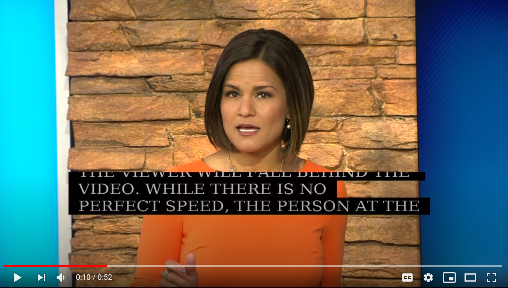 THE VIEWER WILL FALL BEHIND THE
VIDEO. WHILE THERE IS NO
PERFECT SPEED, THE PERSON AT THE
0:10 / 0:52
CC